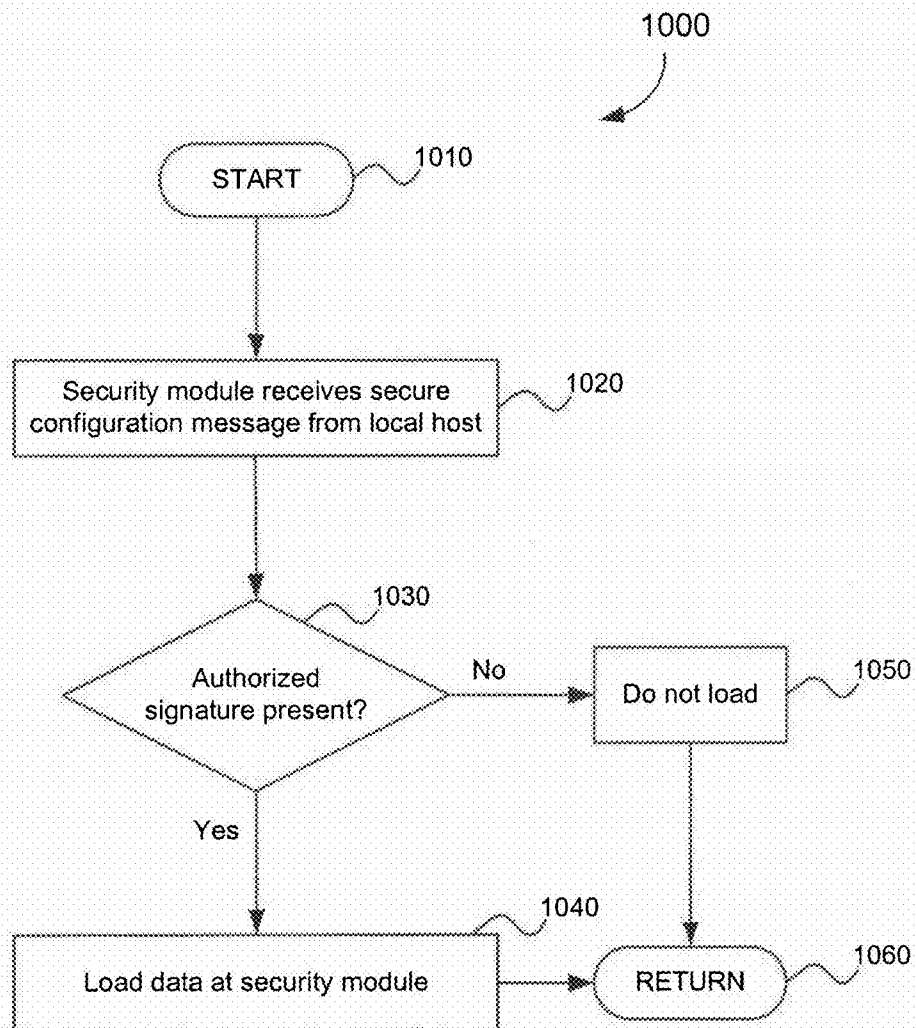 1000
START
1010
Security module receives secure
configuration message from local host
1020
1030
Authorized
signature present?
No
Do not load
1050
Yes
1040
Load data at security module
RETURN
1060